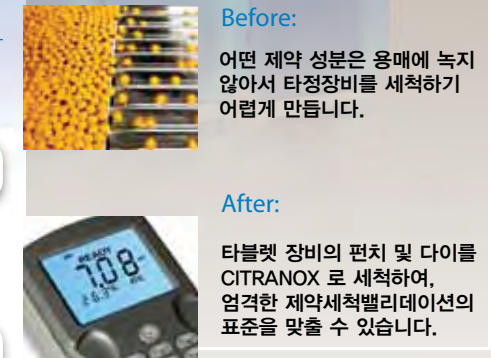 Before:
어떤 제약 성분은 용매에 녹지
않아서 타정장비를 세척하기
어렵게 만듭니다.
After:
타블렛 장비의 펀치 및 다이를
CITRANOX 로 세척하여,
엄격한 제약세척밸리데이션의
표준을 맞출 수 있습니다.
READY
7.08